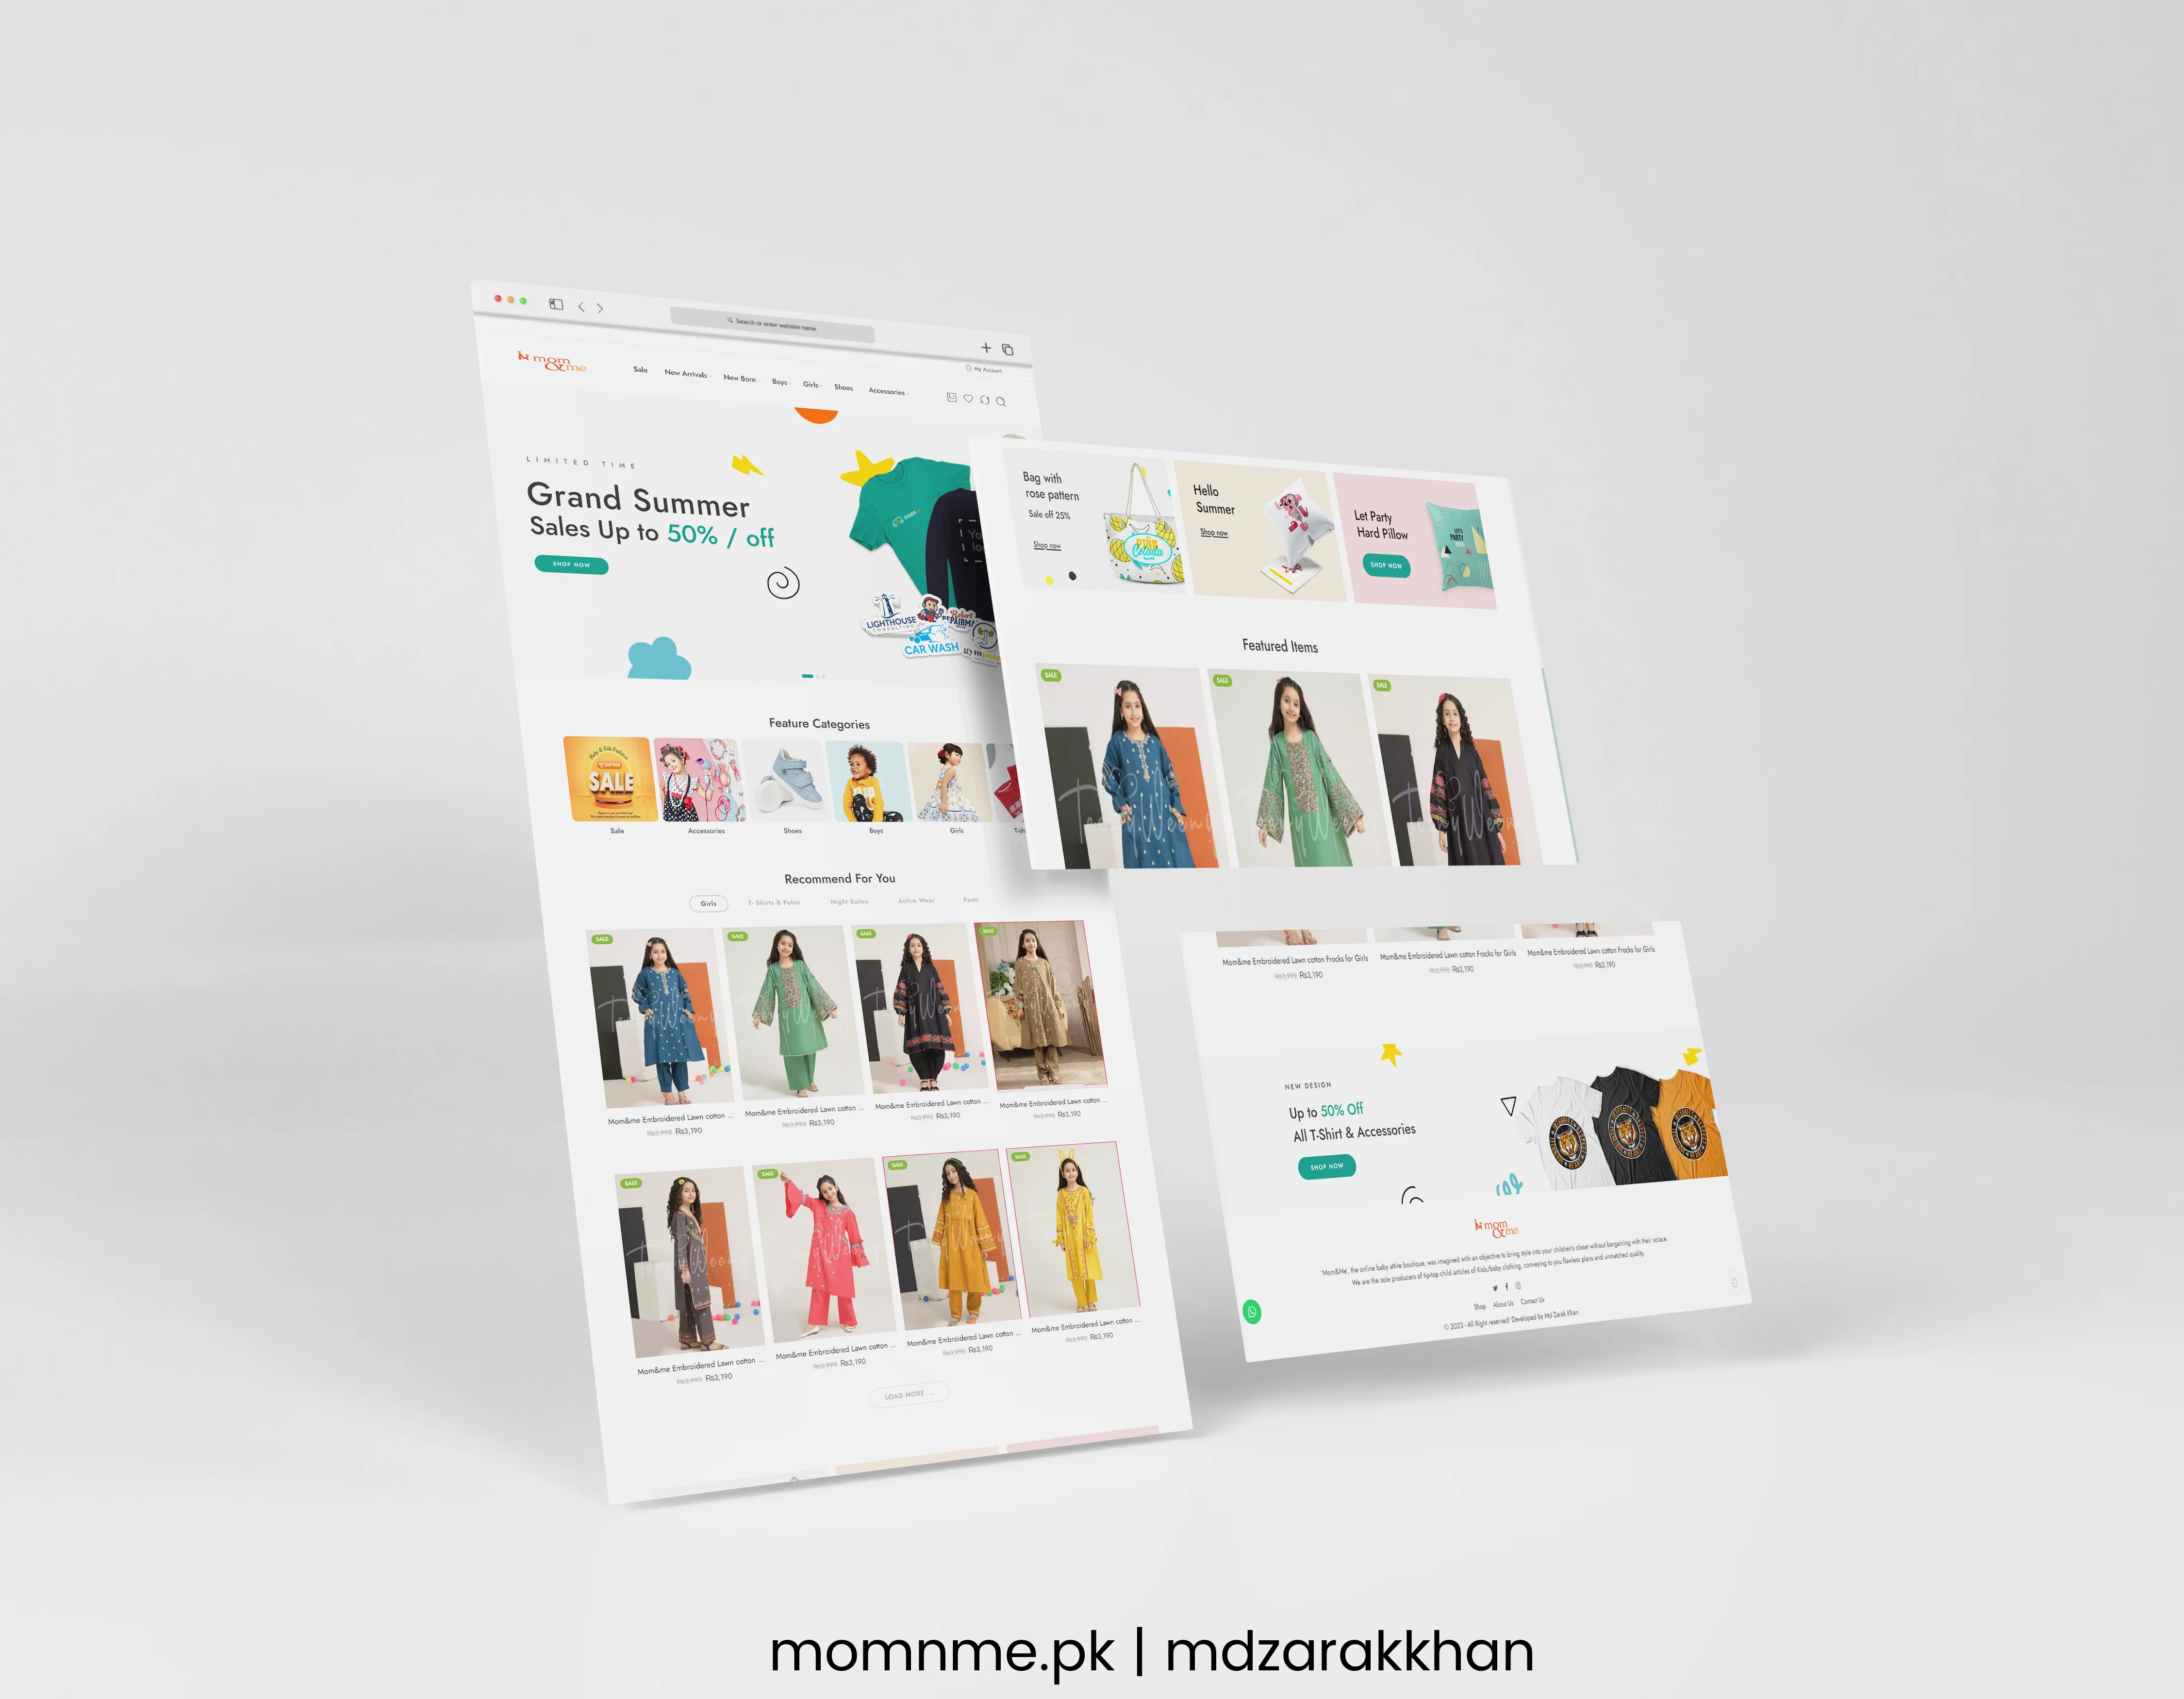 Search or enter website name
My Account
mom
&me
Sale New Arrivals New Born Boys Girls Shoes Accessories
LIMITED TIME
Grand Summer
Sales Up to 50% / off
SHOP NOW
LIGHTHOUSE
CONSULTING
CAR WASH
Feature Categories
SALE
Sale Accessories Shoes Boys Girls
Recommend For You
Girls T- Shirts & Polos Night Suites Active Wear Pants
SALE SALE SALE SALE
Mom&me Embroidered Lawn cotton ... Mom&me Embroidered Lawn cotton ... Mom&me Embroidered Lawn cotton ... Mom&me Embroidered Lawn cotton ...
₨3,990 ₨3,190 ₨3,990 ₨3,190 ₨3,990 ₨3,190 ₨3,990 ₨3,190
SALE SALE SALE SALE
Mom&me Embroidered Lawn cotton ... Mom&me Embroidered Lawn cotton ... Mom&me Embroidered Lawn cotton ... Mom&me Embroidered Lawn cotton ...
₨3,990 ₨3,190 ₨3,990 ₨3,190 ₨3,990 ₨3,190 ₨3,990 ₨3,190
LOAD MORE ...
Bag with
rose pattern
Sale off 25%
Shop now
Colada
Hello
Summer
Shop now
Let Party
Hard Pillow
SHOP NOW
LET'S
PARTY
Featured Items
SALE SALE SALE
Mom&me Embroidered Lawn cotton Frocks for Girls Mom&me Embroidered Lawn cotton Frocks for Girls Mom&me Embroidered Lawn cotton Frocks for Girls
₨3,990 ₨3,190 ₨3,990 ₨3,190 ₨3,990 ₨3,190
NEW DESIGN
Up to 50% Off
All T-Shirt & Accessories
SHOP NOW
mom
&me
'Mom&Me', the online baby attire boutique, was imagined with an objective to bring style into your children's closet without bargaining with their solace.
We are the sole producers of tip-top child articles of Kids/baby clothing, conveying to you flawless plans and unmatched quality.
Shop About Us Contact Us
© 2023 - All Right reserved! Developed by Md Zarak Khan
momnme.pk | mdzarakkhan